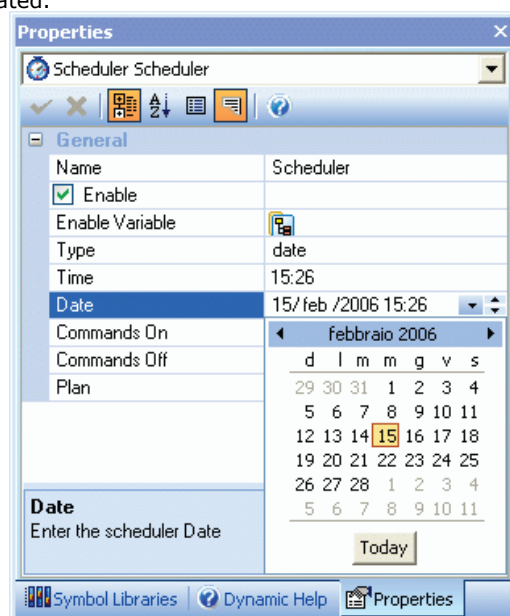 ated:
Properties
Scheduler Scheduler
General
Name Scheduler
Enable
Enable Variable
Type date
Time 15:26
Date 15/feb /2006 15:26
Commands On
Commands Off
Plan
febbraio 2006
d l m m g v s
29 30 31 1 2 3 4
5 6 7 8 9 10 11
12 13 14 15 16 17 18
19 20 21 22 23 24 25
26 27 28 1 2 3 4
5 6 7 8 9 10 11
Today
Date
Enter the scheduler Date
Symbol Libraries Dynamic Help Properties